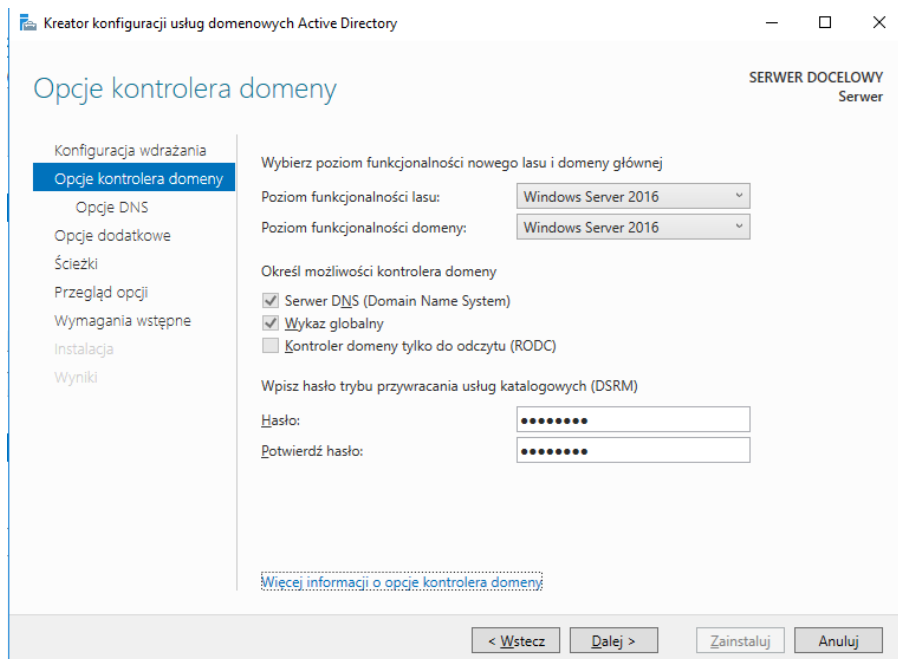 Kreator konfiguracji usług domenowych Active Directory
Opcje kontrolera domeny
SERWER DOCELOWY
Serwer
Konfiguracja wdrażania
Opcje kontrolera domeny
Opcje DNS
Opcje dodatkowe
Ścieżki
Przegląd opcji
Wymagania wstępne
Instalacja
Wyniki
Wybierz poziom funkcjonalności nowego lasu i domeny głównej
Poziom funkcjonalności lasu: Windows Server 2016
Poziom funkcjonalności domeny: Windows Server 2016
Określ możliwości kontrolera domeny
Serwer DNS (Domain Name System)
Wykaz globalny
Kontroler domeny tylko do odczytu (RODC)
Wpisz hasło trybu przywracania usług katalogowych (DSRM)
Hasło: ●●●●●●●●
Potwierdź hasło: ●●●●●●●●
Więcej informacji o opcje kontrolera domeny
< Wstecz Dalej > Zainstaluj Anuluj